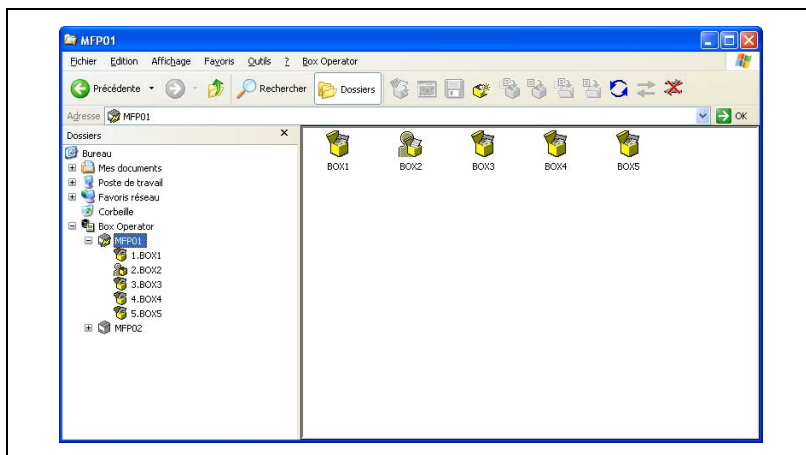 MFP01
Fichier Edition Affichage Favoris Outils ? Box Operator
Précédente Rechercher Dossiers
Adresse MFP01 OK
Dossiers
Bureau
Mes documents
Poste de travail
Favoris réseau
Corbeille
Box Operator
MFP01
1.BOX1
2.BOX2
3.BOX3
4.BOX4
5.BOX5
MFP02
BOX1 BOX2 BOX3 BOX4 BOX5